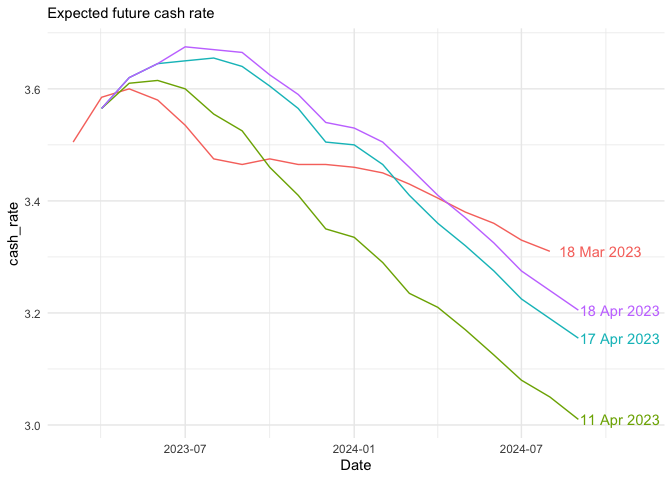 Expected future cash rate
cash_rate
3.6
3.4
3.2
3.0
18 Mar 2023
18 Apr 2023
17 Apr 2023
11 Apr 2023
2023-07
2024-01
2024-07
Date